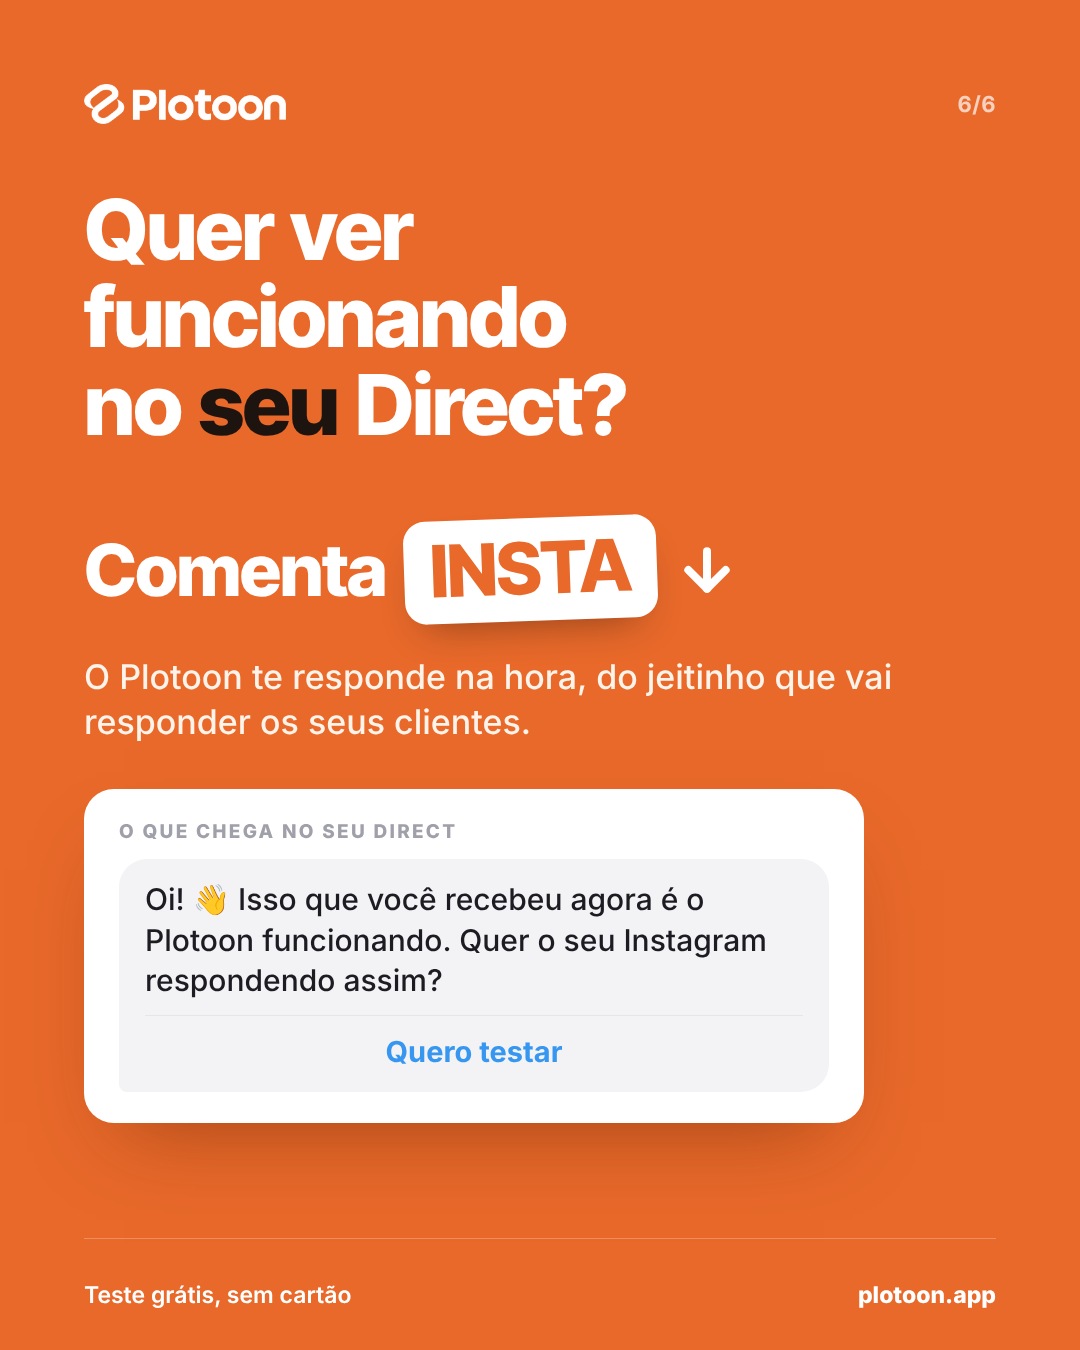 Plotoon
6/6
Quer ver
funcionando
no seu Direct?
Comenta INSTA ↓
O Plotoon te responde na hora, do jeitinho que vai
responder os seus clientes.
O QUE CHEGA NO SEU DIRECT
Oi! 👋 Isso que você recebeu agora é o
Plotoon funcionando. Quer o seu Instagram
respondendo assim?
Quero testar
Teste grátis, sem cartão
plotoon.app